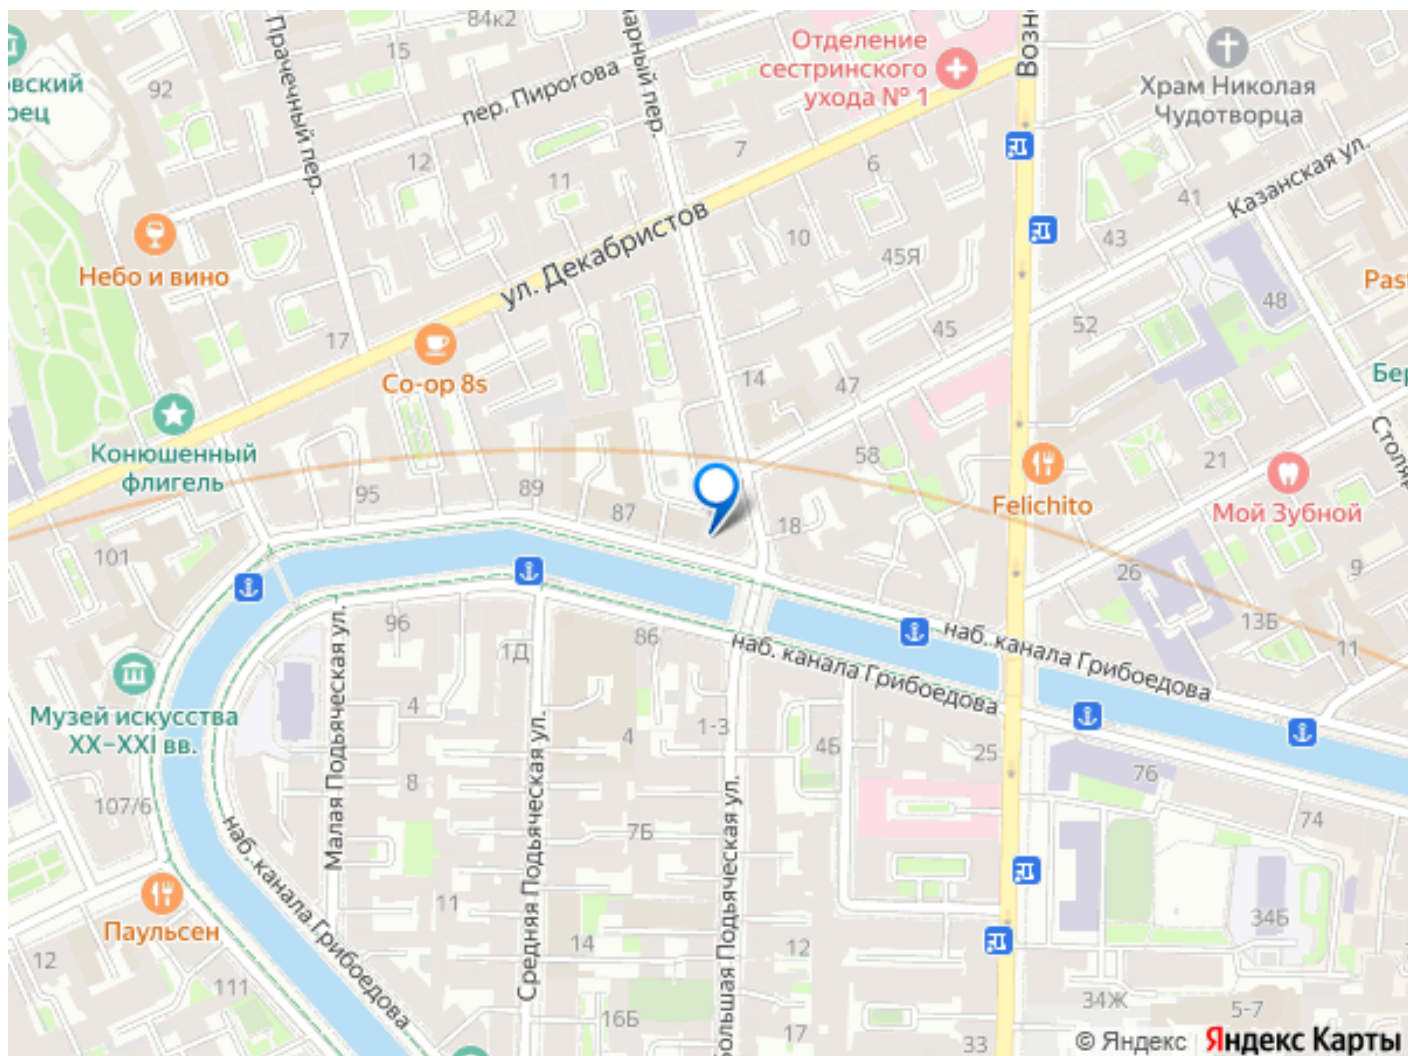 84к2
15
92
Прачечный пер.
пер. Пирогова
12
арный пер.
Отделение
сестринского
ухода № 1
Возн
Храм Николая
Чудотворца
Казанская ул.
41
43
7
6
11
10
45Я
ул. Декабристов
овский
рец
Небо и вино
17
Co-op 8s
Конюшенный
флигель
14
47
45
52
48
Past
Бер
Столяр
58
21
Felichito
Мой Зубной
95
89
87
18
101
26
9
13Б
11
наб. канала Грибоедова
наб. канала Грибоедова
96
1Д
86
Малая Подьяческая ул.
Средняя Подьяческая ул.
Большая Подьяческая ул.
Музей искусства
XX–XXI вв.
4
4
1-3
4Б
25
76
74
8
7Б
107/6
наб. канала Грибоедова
11
Паульсен
12
111
14
12
16Б
17
33
34Б
34Ж
5-7
© Яндекс Яндекс Карты